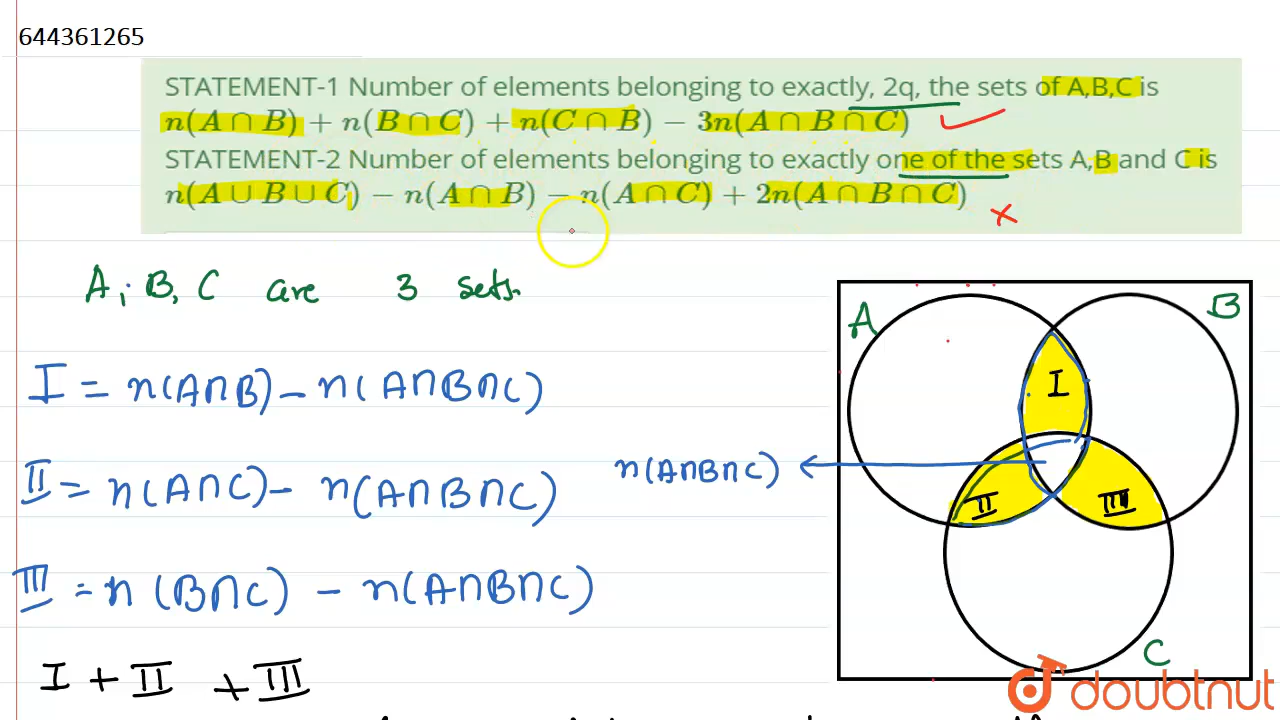 644361265
STATEMENT-1 Number of elements belonging to exactly, 2q, the sets of A,B,C is
n(A ∩ B) + n(B ∩ C) + n(C ∩ B) − 3n(A ∩ B ∩ C)
STATEMENT-2 Number of elements belonging to exactly one of the sets A,B and C is
n(A ∪ B ∪ C) − n(A ∩ B) − n(A ∩ C) + 2n(A ∩ B ∩ C)
A, B, C are 3 sets.
I = n(A∩B) − n(A∩B∩C)
II = n(A∩C) − n(A∩B∩C)
III = n(B∩C) − n(A∩B∩C)
I + II + III
A
B
I
n(A∩B∩C)
II
III
C
doubtnut